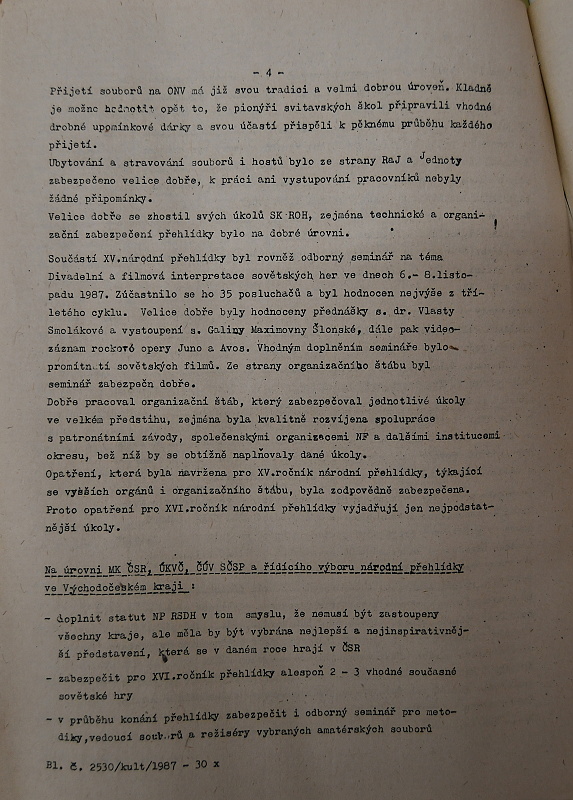 - 4 -
Přijetí souborů na ONV má již svou tradici a velmi dobrou úroveň. Kladně
je možno hodnotit opět to, že pionýři svitavských škol připravili vhodné
drobné upomínkové dárky a svou účastí přispěli k pěknému průběhu každého
přijetí.
Ubytování a stravování souborů i hostů bylo ze strany RaJ a Jednoty
zabezpečeno velice dobře, k práci ani vystupování pracovníků nebyly
žádné připomínky.
Velice dobře se zhostil svých úkolů SK ROH, zejména technické a organi-
zační zabezpečení přehlídky bylo na dobré úrovni.
Součástí XV.národní přehlídky byl rovněž odborný seminář na téma
Divadelní a filmová interpretace sovětských her ve dnech 6.- 8.listo-
padu 1987. Zúčastnilo se ho 35 posluchačů a byl hodnocen nejvýše z tří-
letého cyklu. Velice dobře byly hodnoceny přednášky s. dr. Vlasty
Smolákové a vystoupení s. Galiny Maximovny Šlonské, dále pak video-
záznam rockové opery Juno a Avos. Vhodným doplněním semináře bylo
promítnutí sovětských filmů. Ze strany organizačního štábu byl
seminář zabezpečn dobře.
Dobře pracoval organizační štáb, který zabezpečoval jednotlivé úkoly
ve velkém předstihu, zejména byla kvalitně rozvíjena spolupráce
s patronátními závody, společenskými organizacemi NF a dalšími institucemi
okresu, bez níž by se obtížně naplňovaly dané úkoly.
Opatření, která byla navržena pro XV.ročník národní přehlídky, týkající
se vyšších orgánů i organizačního štábu, byla zodpovědně zabezpečena.
Proto opatření pro XVI.ročník národní přehlídky vyjadřují jen nejpodstat-
nější úkoly.
Na úrovni MK ČSR, ÚKVČ, ČÚV SČSP a řídícího výboru národní přehlídky
ve Východočeském kraji :
- doplnit statut NP RSDH v tom smyslu, že nemusí být zastoupeny
všechny kraje, ale měla by být vybrána nejlepší a nejinspirativněj-
ší představení, která se v daném roce hrají v ČSR
- zabezpečit pro XVI.ročník přehlídky alespoň 2 - 3 vhodné současné
sovětské hry
- v průběhu konání přehlídky zabezpečit i odborný seminář pro meto-
diky,vedoucí souborů a režiséry vybraných amatérských souborů
Bl. č. 2530/kult/1987 - 30 x